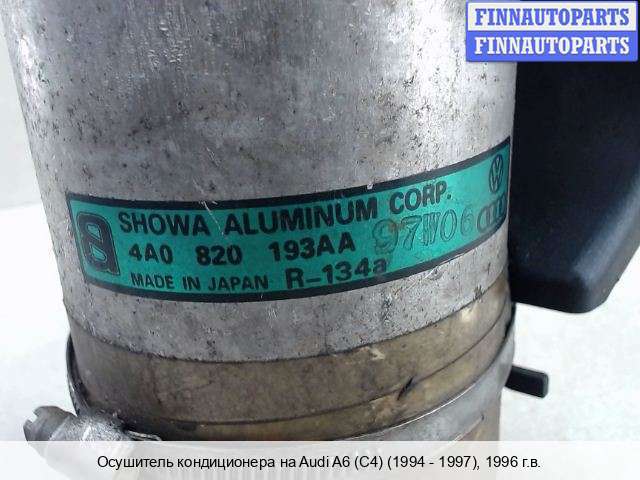 FINNAUTOPARTS
FINNAUTOPARTS
SHOWA ALUMINUM CORP.
4A0 820 193AA 97W06
MADE IN JAPAN R-134a
Осушитель кондиционера на Audi A6 (C4) (1994 - 1997), 1996 г.в.